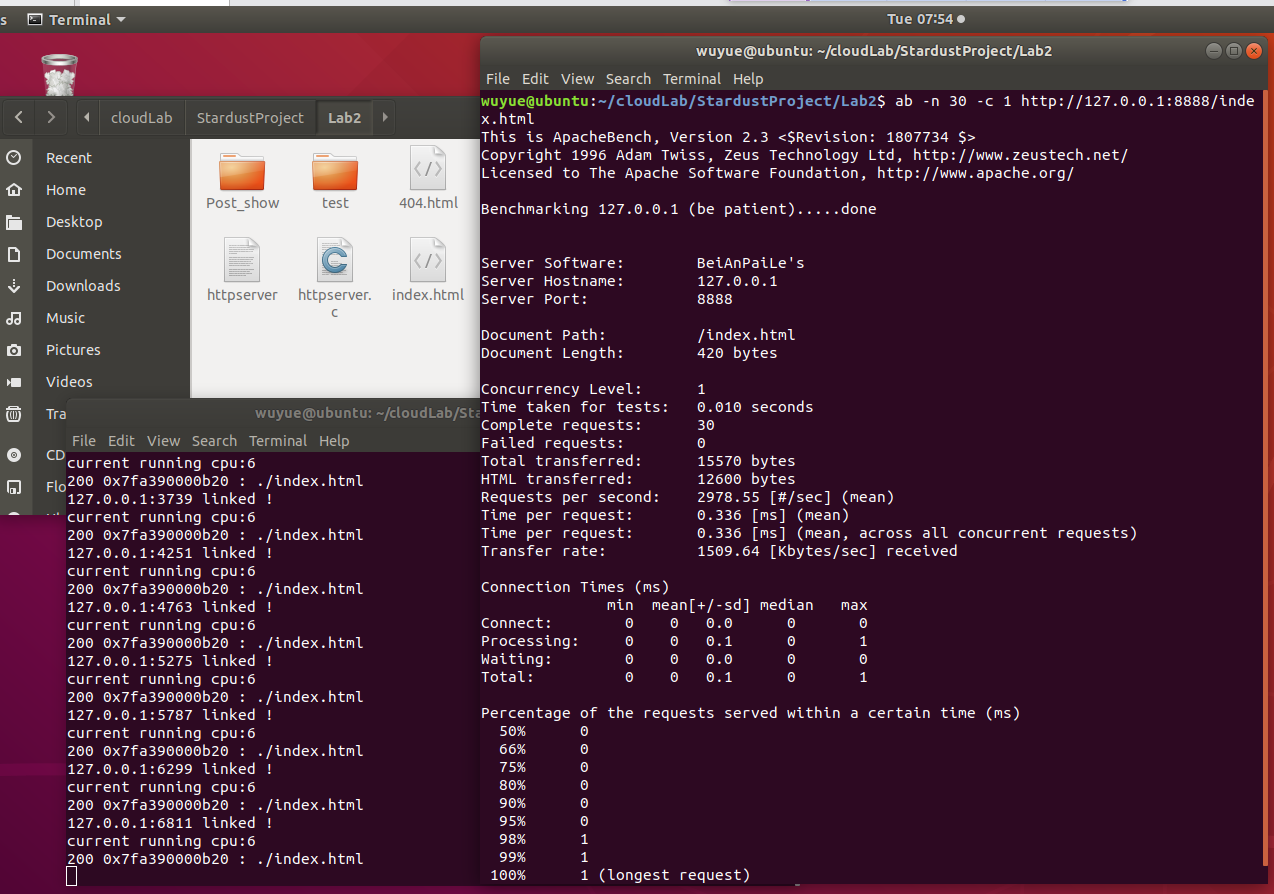 s Terminal Tue 07:54
wuyue@ubuntu: ~/cloudLab/StardustProject/Lab2
File Edit View Search Terminal Help
wuyue@ubuntu:~/cloudLab/StardustProject/Lab2$ ab -n 30 -c 1 http://127.0.0.1:8888/inde
x.html
This is ApacheBench, Version 2.3 <$Revision: 1807734 $>
Copyright 1996 Adam Twiss, Zeus Technology Ltd, http://www.zeustech.net/
Licensed to The Apache Software Foundation, http://www.apache.org/
Benchmarking 127.0.0.1 (be patient).....done
Server Software: BeiAnPaiLe's
Server Hostname: 127.0.0.1
Server Port: 8888
Document Path: /index.html
Document Length: 420 bytes
Concurrency Level: 1
Time taken for tests: 0.010 seconds
Complete requests: 30
Failed requests: 0
Total transferred: 15570 bytes
HTML transferred: 12600 bytes
Requests per second: 2978.55 [#/sec] (mean)
Time per request: 0.336 [ms] (mean)
Time per request: 0.336 [ms] (mean, across all concurrent requests)
Transfer rate: 1509.64 [Kbytes/sec] received
Connection Times (ms)
min mean[+/-sd] median max
Connect: 0 0 0.0 0 0
Processing: 0 0 0.1 0 1
Waiting: 0 0 0.0 0 0
Total: 0 0 0.1 0 1
Percentage of the requests served within a certain time (ms)
50% 0
66% 0
75% 0
80% 0
90% 0
95% 0
98% 1
99% 1
100% 1 (longest request)
cloudLab StardustProject Lab2
Recent
Home
Desktop
Documents
Downloads
Music
Pictures
Videos
Tra
CD
Flo
Post_show test 404.html
httpserver httpserver. index.html
c
wuyue@ubuntu: ~/cloudLab/Sta
File Edit View Search Terminal Help
current running cpu:6
200 0x7fa390000b20 : ./index.html
127.0.0.1:3739 linked !
current running cpu:6
200 0x7fa390000b20 : ./index.html
127.0.0.1:4251 linked !
current running cpu:6
200 0x7fa390000b20 : ./index.html
127.0.0.1:4763 linked !
current running cpu:6
200 0x7fa390000b20 : ./index.html
127.0.0.1:5275 linked !
current running cpu:6
200 0x7fa390000b20 : ./index.html
127.0.0.1:5787 linked !
current running cpu:6
200 0x7fa390000b20 : ./index.html
127.0.0.1:6299 linked !
current running cpu:6
200 0x7fa390000b20 : ./index.html
127.0.0.1:6811 linked !
current running cpu:6
200 0x7fa390000b20 : ./index.html